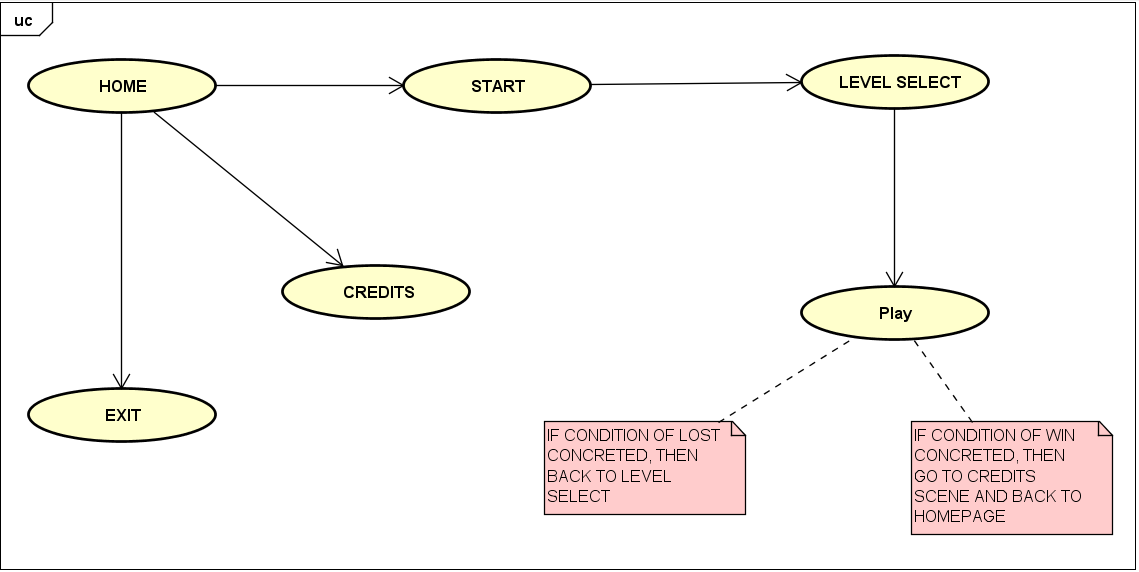 uc
HOME
START
LEVEL SELECT
CREDITS
Play
EXIT
IF CONDITION OF LOST
CONCRETED, THEN
BACK TO LEVEL
SELECT
IF CONDITION OF WIN
CONCRETED, THEN
GO TO CREDITS
SCENE AND BACK TO
HOMEPAGE